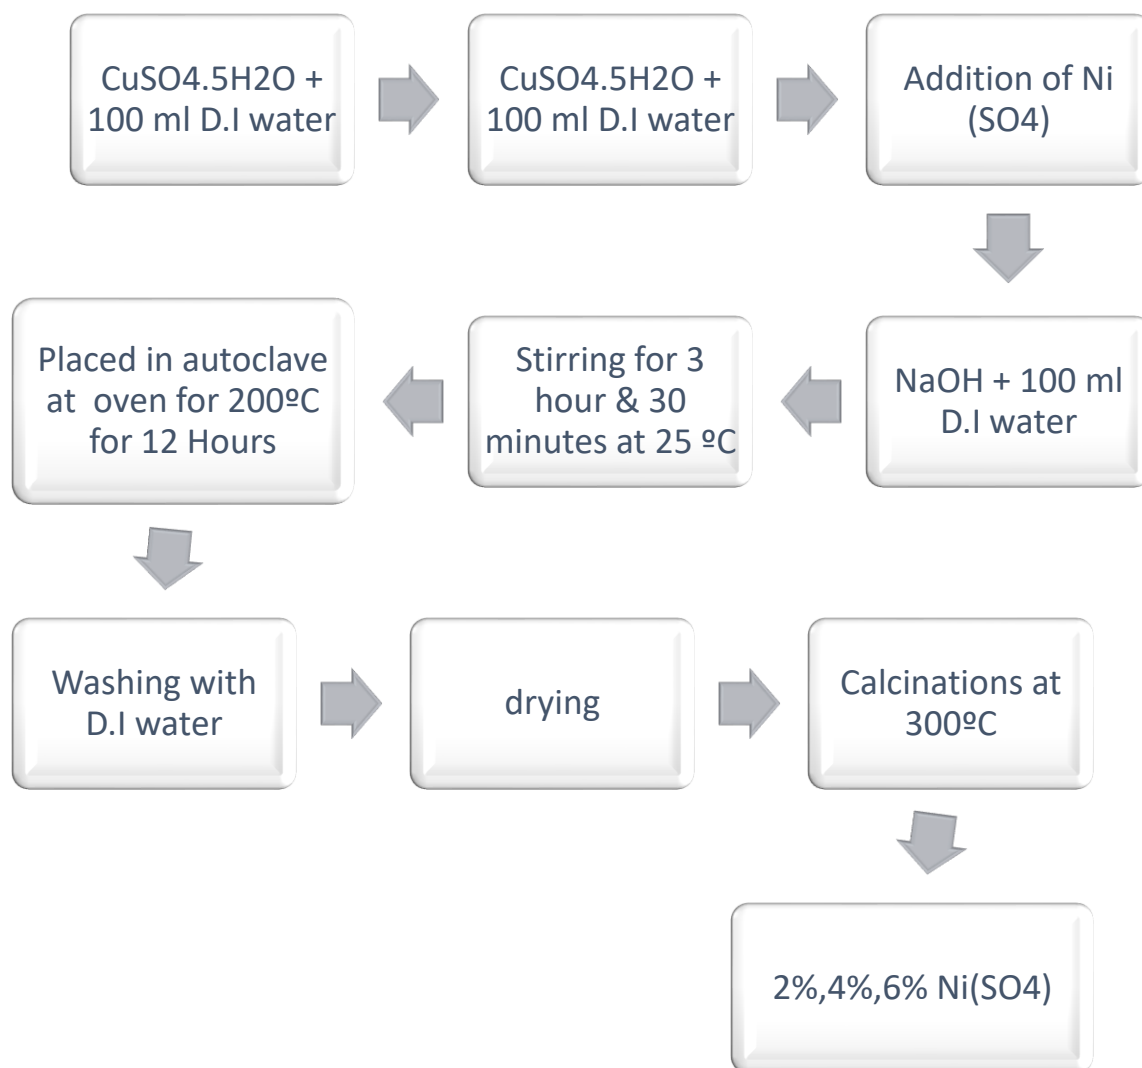 CuSO4.5H2O +
100 ml D.I water
CuSO4.5H2O +
100 ml D.I water
Addition of Ni
(SO4)
NaOH + 100 ml
D.I water
Stirring for 3
hour & 30
minutes at 25 ºC
Placed in autoclave
at  oven for 200ºC
for 12 Hours
Washing with
D.I water
drying
Calcinations at
300ºC
2%,4%,6% Ni(SO4)